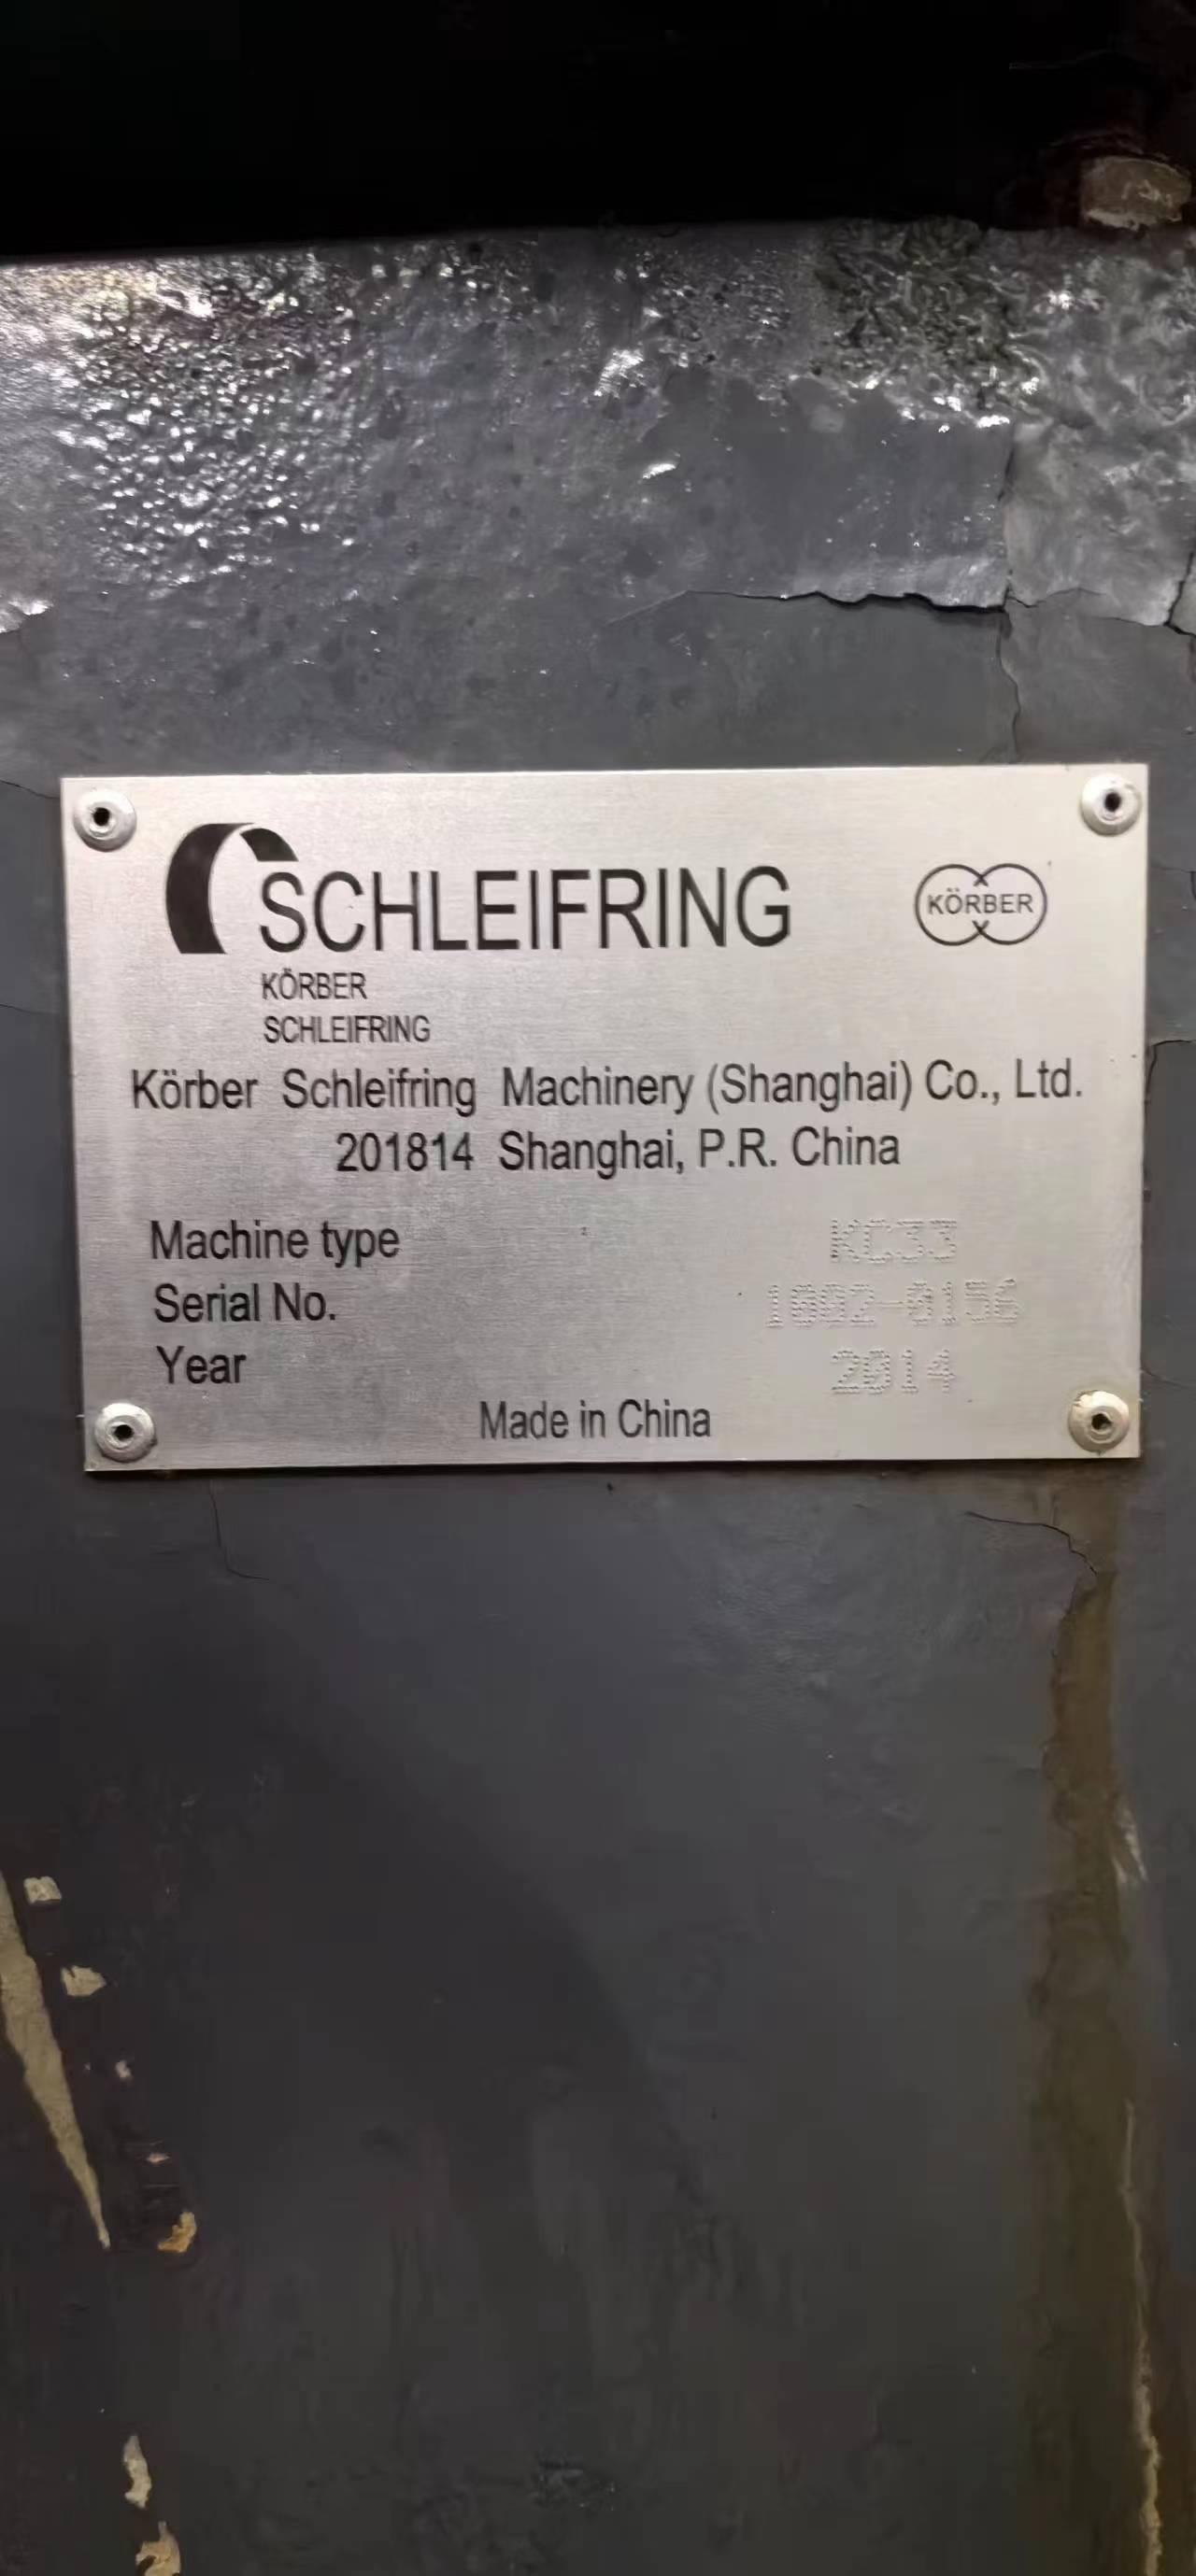 SCHLEIFRING
KÖRBER
KÖRBER
SCHLEIFRING
Körber Schleifring Machinery (Shanghai) Co., Ltd.
201814 Shanghai, P.R. China
Machine type KC33
Serial No. 1002-0156
Year 2014
Made in China